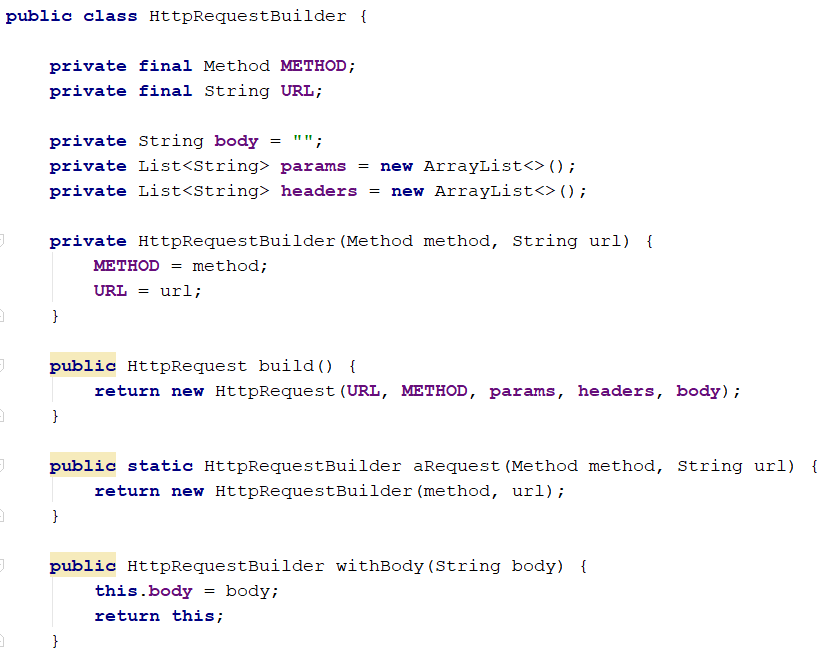 public class HttpRequestBuilder {
private final Method METHOD;
private final String URL;
private String body = "";
private List<String> params = new ArrayList<>();
private List<String> headers = new ArrayList<>();
private HttpRequestBuilder(Method method, String url) {
METHOD = method;
URL = url;
}
public HttpRequest build() {
return new HttpRequest(URL, METHOD, params, headers, body);
}
public static HttpRequestBuilder aRequest(Method method, String url) {
return new HttpRequestBuilder(method, url);
}
public HttpRequestBuilder withBody(String body) {
this.body = body;
return this;
}